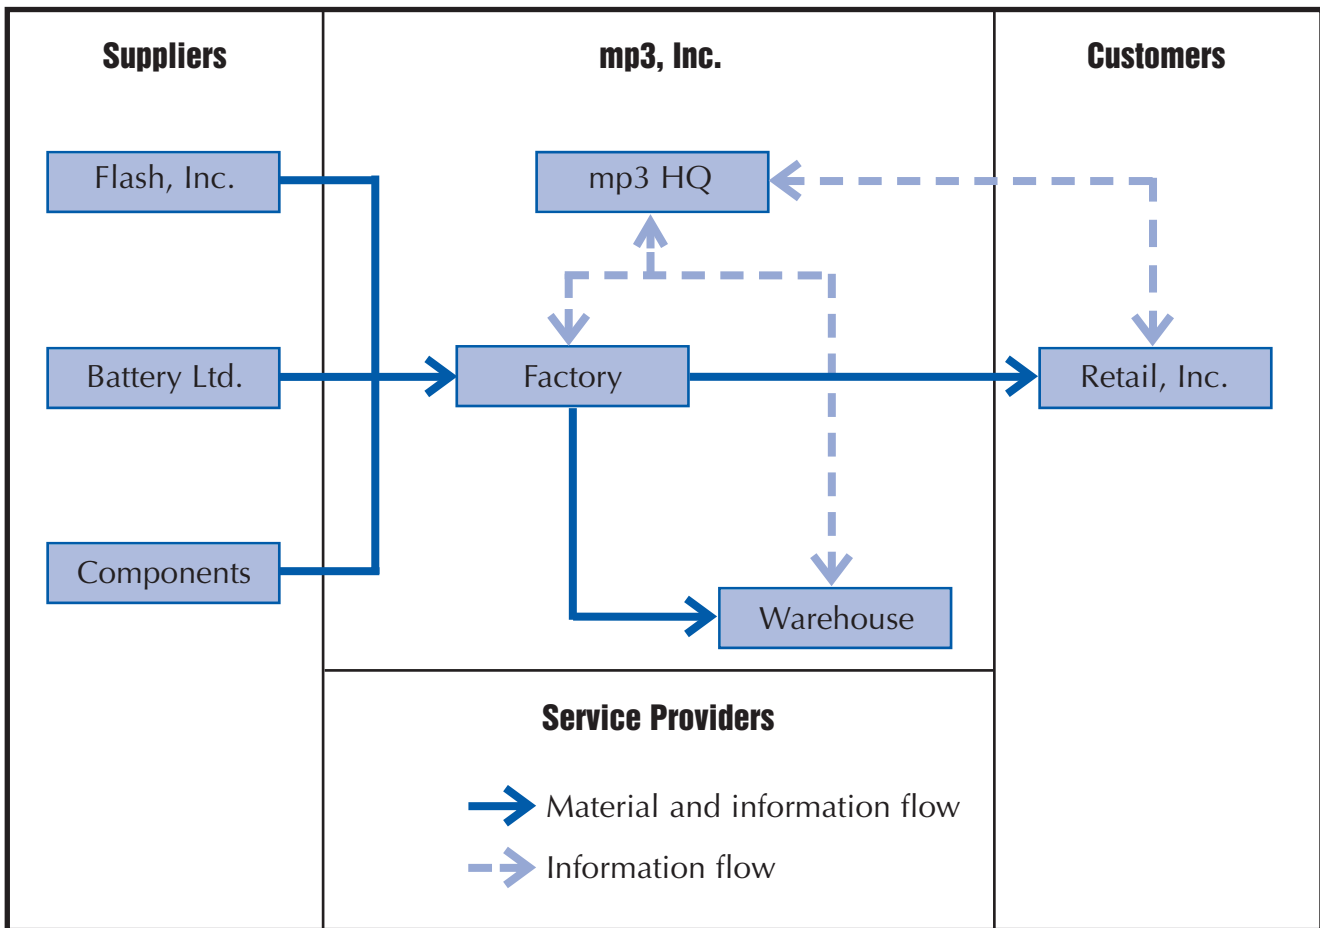 Suppliers
mp3, Inc.
Customers
Flash, Inc.
mp3 HQ
Battery Ltd.
Factory
Retail, Inc.
Components
Warehouse
Service Providers
Material and information flow
Information flow